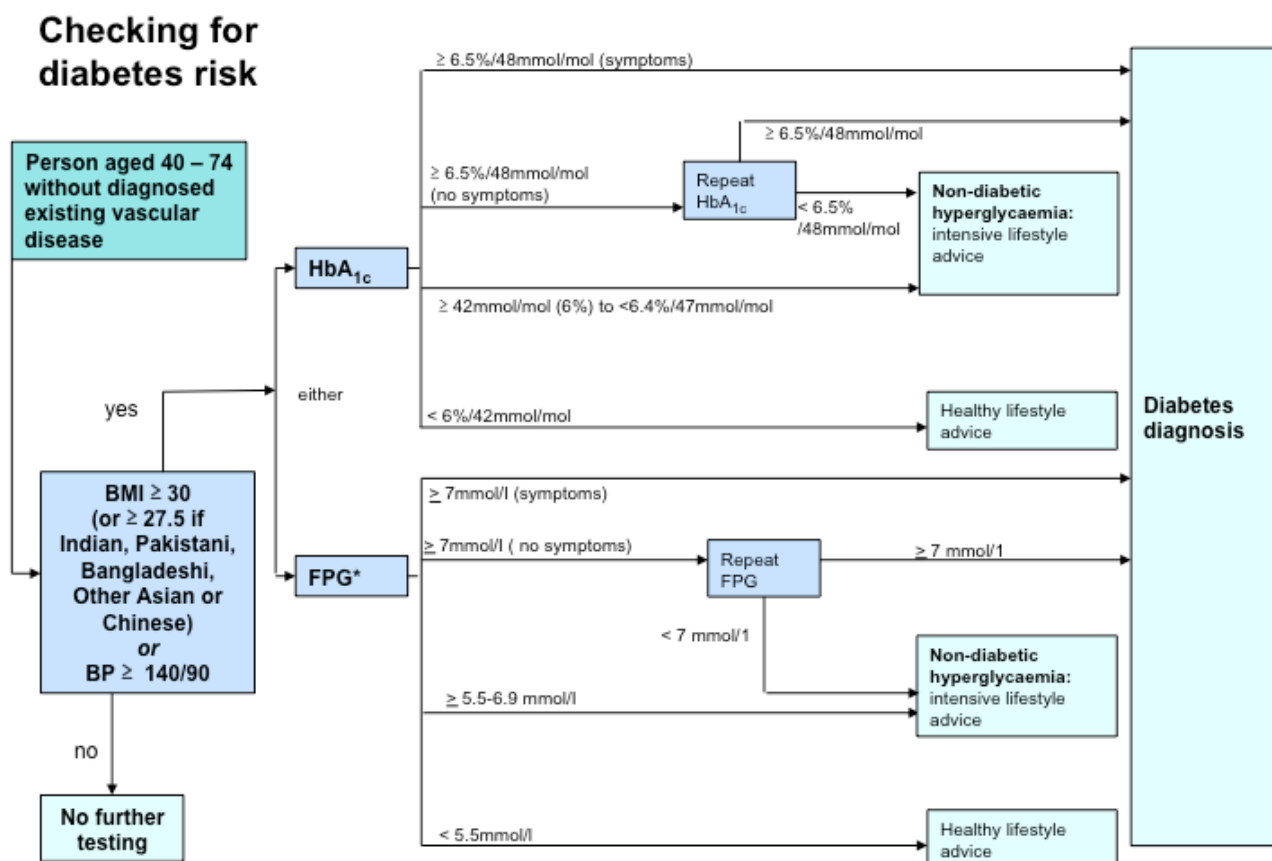 Checking for
diabetes risk
Person aged 40 – 74
without diagnosed
existing vascular
disease
yes
BMI ≥ 30
(or ≥ 27.5 if
Indian, Pakistani,
Bangladeshi,
Other Asian or
Chinese)
or
BP ≥ 140/90
no
No further
testing
either
HbA1c
≥ 6.5%/48mmol/mol (symptoms)
≥ 6.5%/48mmol/mol
(no symptoms)
Repeat
HbA1c
≥ 6.5%/48mmol/mol
< 6.5%
/48mmol/mol
Non-diabetic
hyperglycaemia:
intensive lifestyle
advice
≥ 42mmol/mol (6%) to <6.4%/47mmol/mol
< 6%/42mmol/mol
Healthy lifestyle
advice
FPG*
≥ 7mmol/l (symptoms)
≥ 7mmol/l ( no symptoms)
Repeat
FPG
≥ 7 mmol/1
< 7 mmol/1
Non-diabetic
hyperglycaemia:
intensive lifestyle
advice
≥ 5.5-6.9 mmol/l
< 5.5mmol/l
Healthy lifestyle
advice
Diabetes
diagnosis